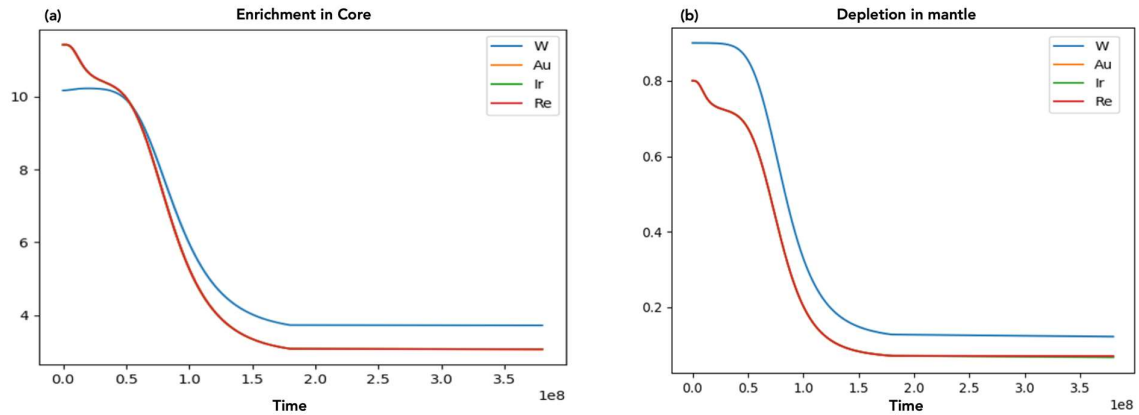 (a) Enrichment in Core
W
Au
Ir
Re
10
8
6
4
0.0 0.5 1.0 1.5 2.0 2.5 3.0 3.5
1e8
Time
(b) Depletion in mantle
W
Au
Ir
Re
0.8
0.6
0.4
0.2
0.0 0.5 1.0 1.5 2.0 2.5 3.0 3.5
1e8
Time